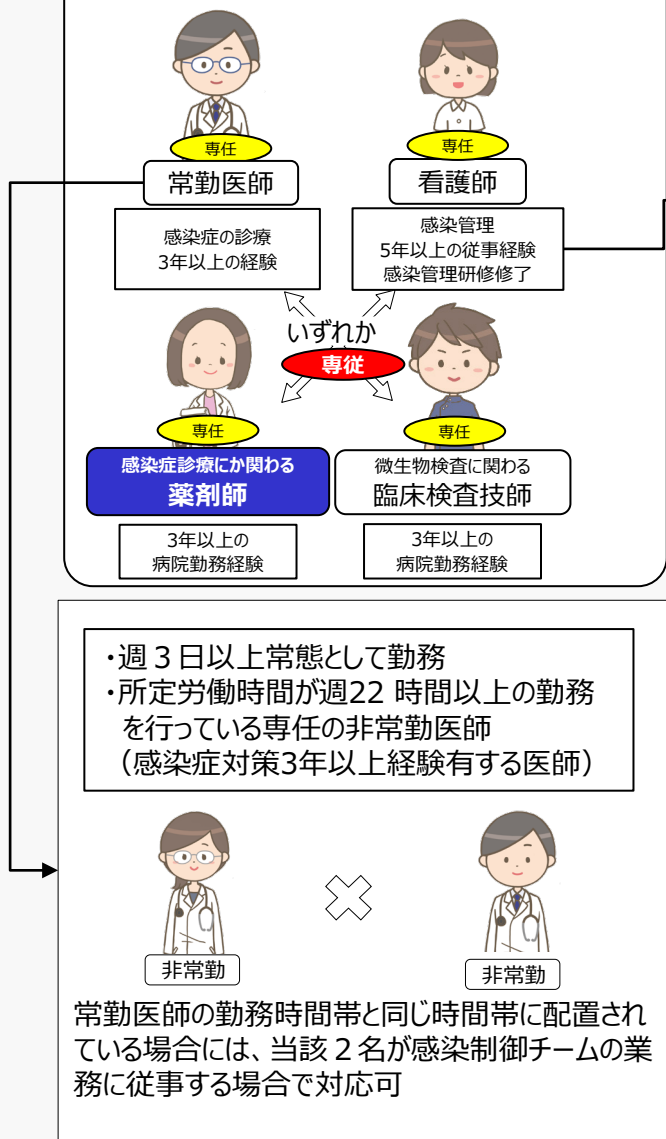 専任
常勤医師
感染症の診療
3年以上の経験
専任
看護師
感染管理
5年以上の従事経験
感染管理研修修了
いずれか
専従
専任
感染症診療にか関わる
薬剤師
3年以上の
病院勤務経験
専任
微生物検査に関わる
臨床検査技師
3年以上の
病院勤務経験
・週３日以上常態として勤務
・所定労働時間が週22 時間以上の勤務
を行っている専任の非常勤医師
（感染症対策3年以上経験有する医師）
非常勤
非常勤
常勤医師の勤務時間帯と同じ時間帯に配置され
ている場合には、当該２名が感染制御チームの業
務に従事する場合で対応可